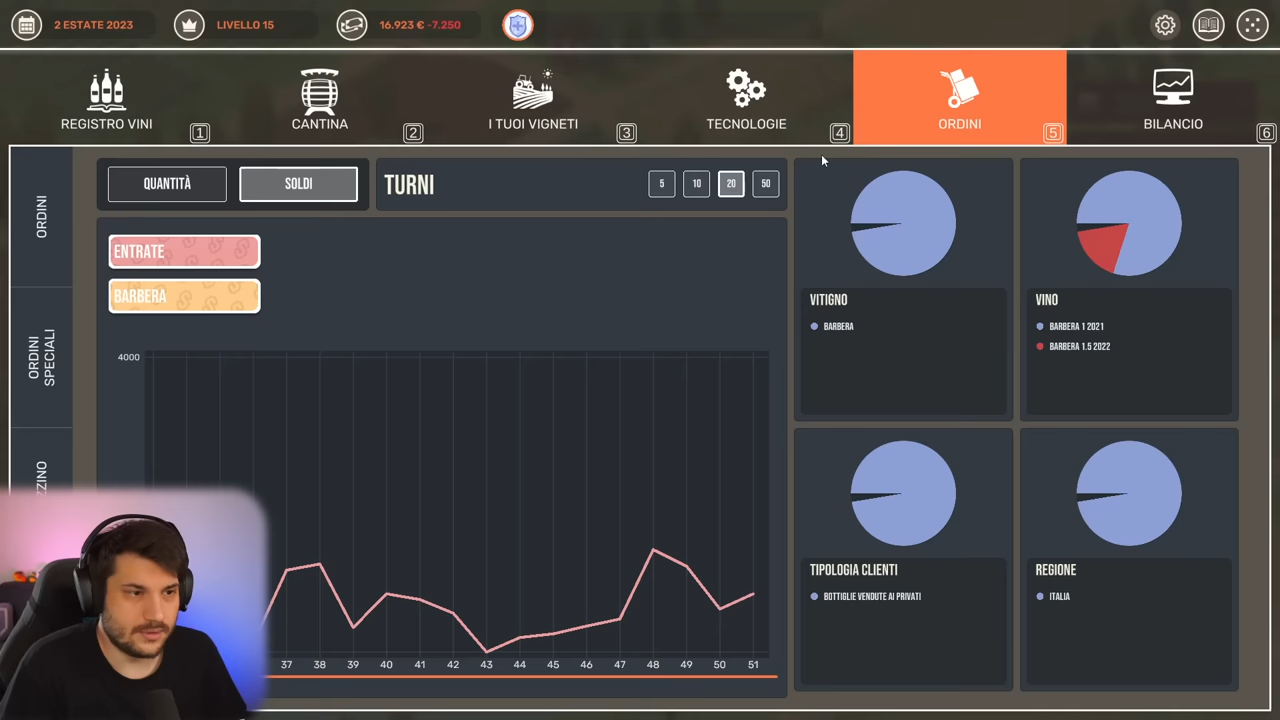 2 ESTATE 2023
LIVELLO 15
16.923 € -7.250
REGISTRO VINI
1
CANTINA
2
I TUOI VIGNETI
3
TECNOLOGIE
4
ORDINI
5
BILANCIO
6
ORDINI
ORDINI
SPECIALI
QUANTITÀ
SOLDI
TURNI
5
10
20
50
ENTRATE
BARBERA
4000
37
38
39
40
41
42
43
44
45
46
47
48
49
50
51
VITIGNO
BARBERA
VINO
BARBERA 1 2021
BARBERA 1.5 2022
TIPOLOGIA CLIENTI
BOTTIGLIE VENDUTE AI PRIVATI
REGIONE
ITALIA